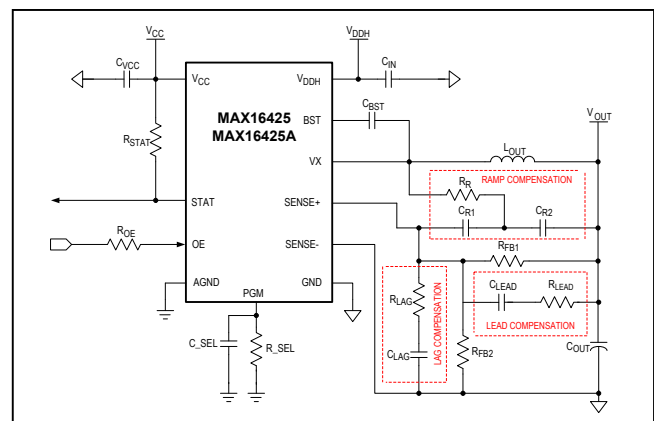 VCC
VDDH
CVCC
CIN
VCC
VDDH
MAX16425
MAX16425A
CBST
BST
VOUT
RSTAT
LOUT
VX
RR
RAMP COMPENSATION
STAT
SENSE+
CR1
CR2
ROE
OE
SENSE-
RFB1
CLEAD
RLEAD
AGND
GND
RLAG
LAG COMPENSATION
PGM
LEAD COMPENSATION
C_SEL
R_SEL
CLAG
RFB2
COUT